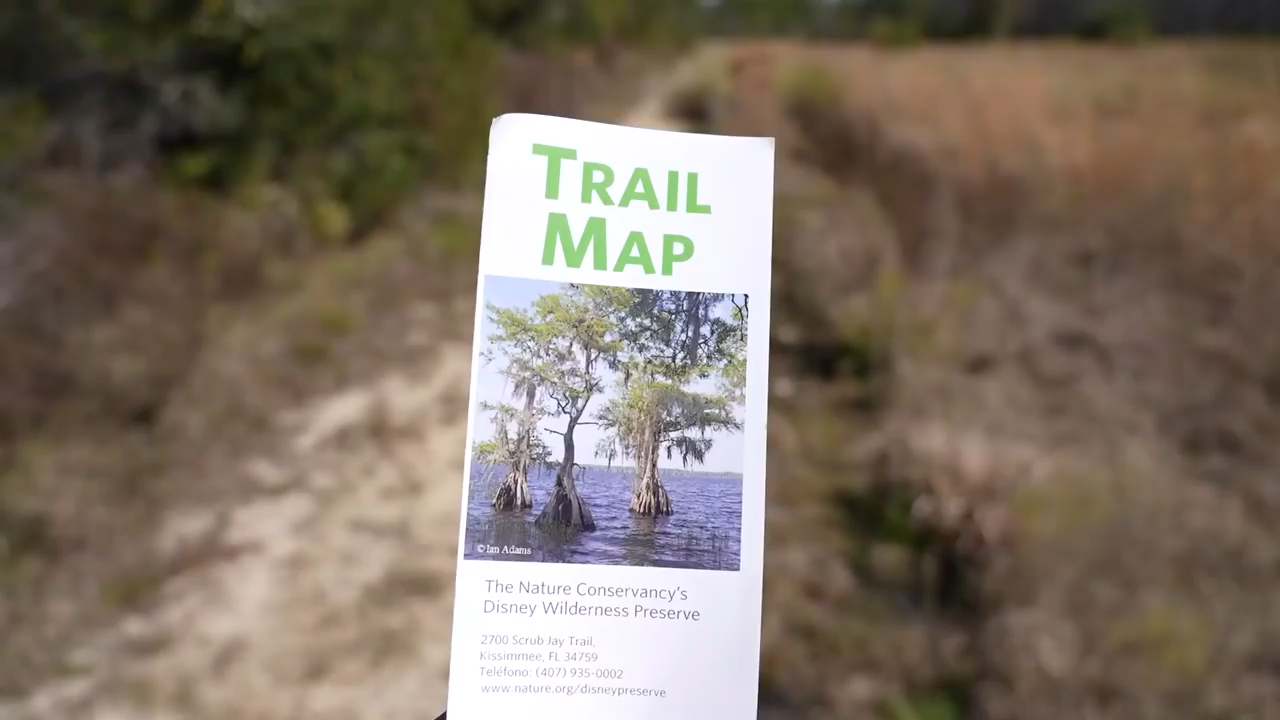 TRAIL
MAP
© Ian Adams
The Nature Conservancy's
Disney Wilderness Preserve
2700 Scrub Jay Trail,
Kissimmee, FL 34759
Teléfono: (407) 935-0002
www.nature.org/disneypreserve